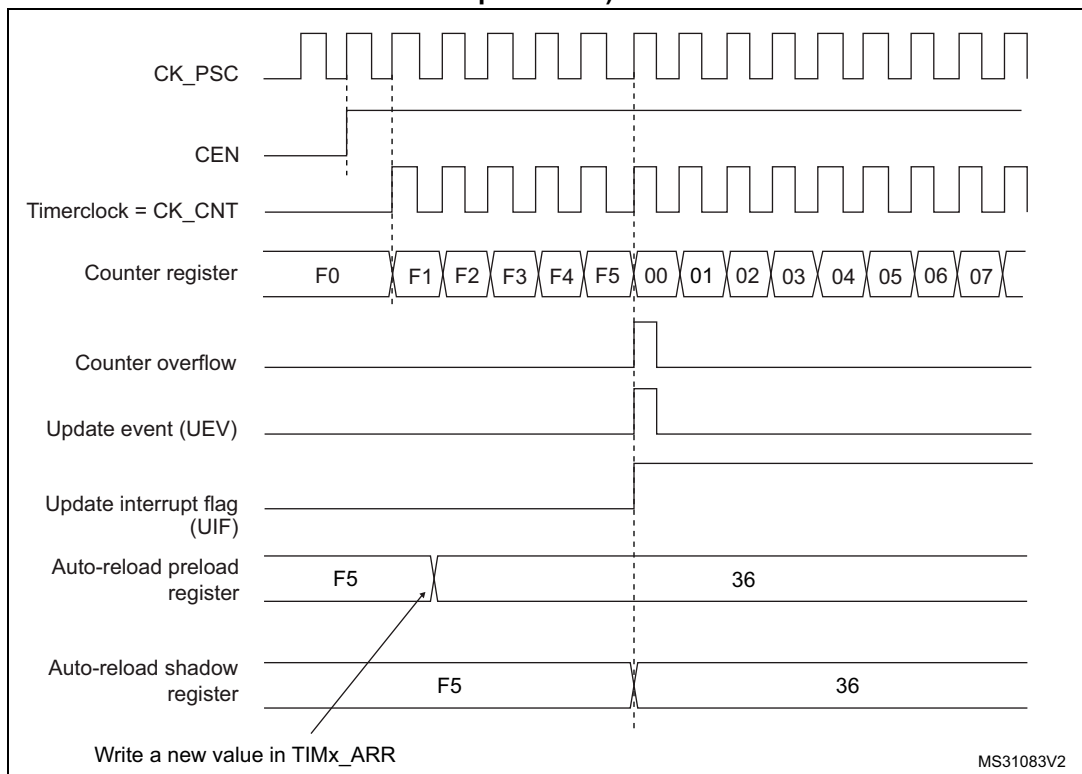 CK_PSC
CEN
Timerclock = CK_CNT
Counter register
F0 F1 F2 F3 F4 F5 00 01 02 03 04 05 06 07
Counter overflow
Update event (UEV)
Update interrupt flag
(UIF)
Auto-reload preload
register
F5 36
Auto-reload shadow
register
F5 36
Write a new value in TIMx_ARR
MS31083V2